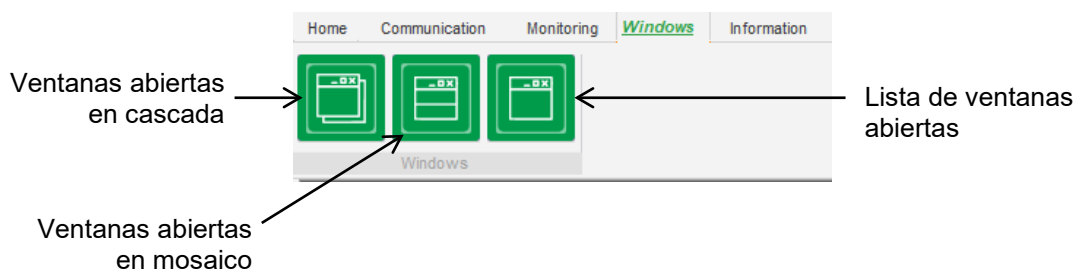 Home Communication Monitoring Windows Information
Ventanas abiertas
en cascada
Lista de ventanas
abiertas
Windows
Ventanas abiertas
en mosaico